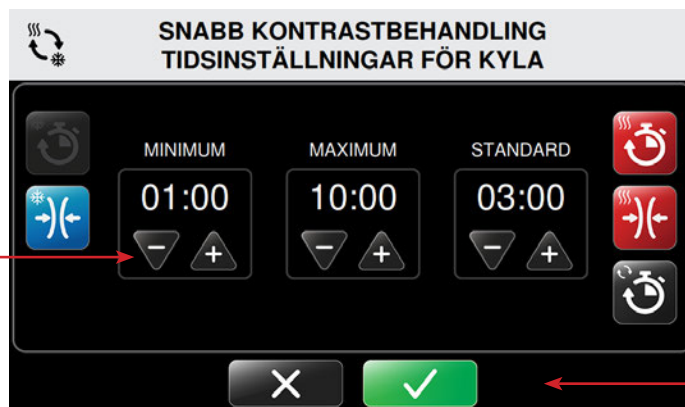 SNABB KONTRASTBEHANDLING
TIDSINSTÄLLNINGAR FÖR KYLA
MINIMUM MAXIMUM STANDARD
01:00 10:00 03:00
− + − + − +